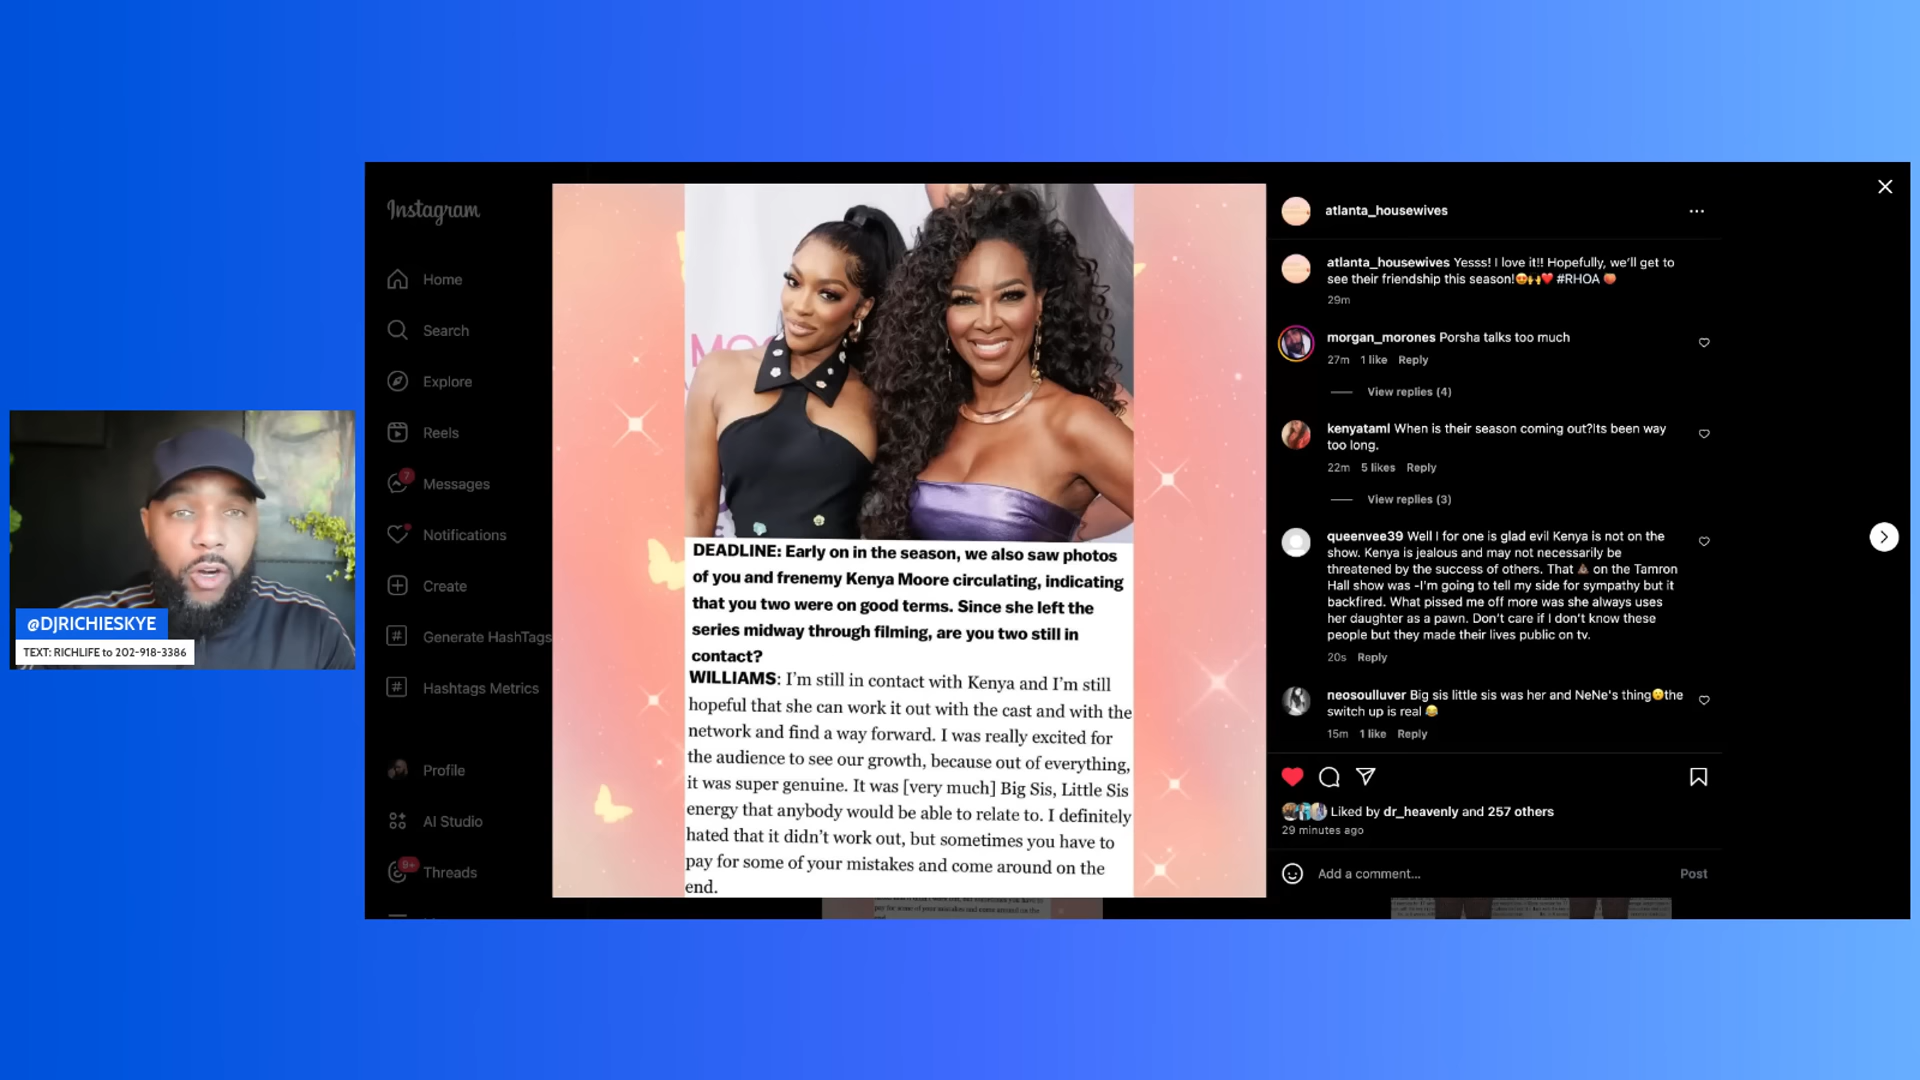 @DJRICHIESKYE
TEXT: RICHLIFE to 202-918-3386
Instagram
Home
Search
Explore
Reels
7
Messages
Notifications
Create
Generate HashTags
Hashtags Metrics
Profile
AI Studio
9+
Threads
DEADLINE: Early on in the season, we also saw photos
of you and frenemy Kenya Moore circulating, indicating
that you two were on good terms. Since she left the
series midway through filming, are you two still in
contact?
WILLIAMS: I'm still in contact with Kenya and I'm still
hopeful that she can work it out with the cast and with the
network and find a way forward. I was really excited for
the audience to see our growth, because out of everything,
it was super genuine. It was [very much] Big Sis, Little Sis
energy that anybody would be able to relate to. I definitely
hated that it didn't work out, but sometimes you have to
pay for some of your mistakes and come around on the
end.
pay for some of your mistakes and come around on the
end.
atlanta_housewives
atlanta_housewives Yesss! I love it!! Hopefully, we'll get to
see their friendship this season!😍🙌❤️ #RHOA 🍑
29m
morgan_morones Porsha talks too much
27m 1 like Reply
View replies (4)
kenyataml When is their season coming out?Its been way
too long.
22m 5 likes Reply
View replies (3)
queenvee39 Well I for one is glad evil Kenya is not on the
show. Kenya is jealous and may not necessarily be
threatened by the success of others. That 💩 on the Tamron
Hall show was -I'm going to tell my side for sympathy but it
backfired. What pissed me off more was she always uses
her daughter as a pawn. Don't care if I don't know these
people but they made their lives public on tv.
20s Reply
neosoulluver Big sis little sis was her and NeNe's thing😮the
switch up is real 😂
15m 1 like Reply
Liked by dr_heavenly and 257 others
29 minutes ago
Add a comment...
Post